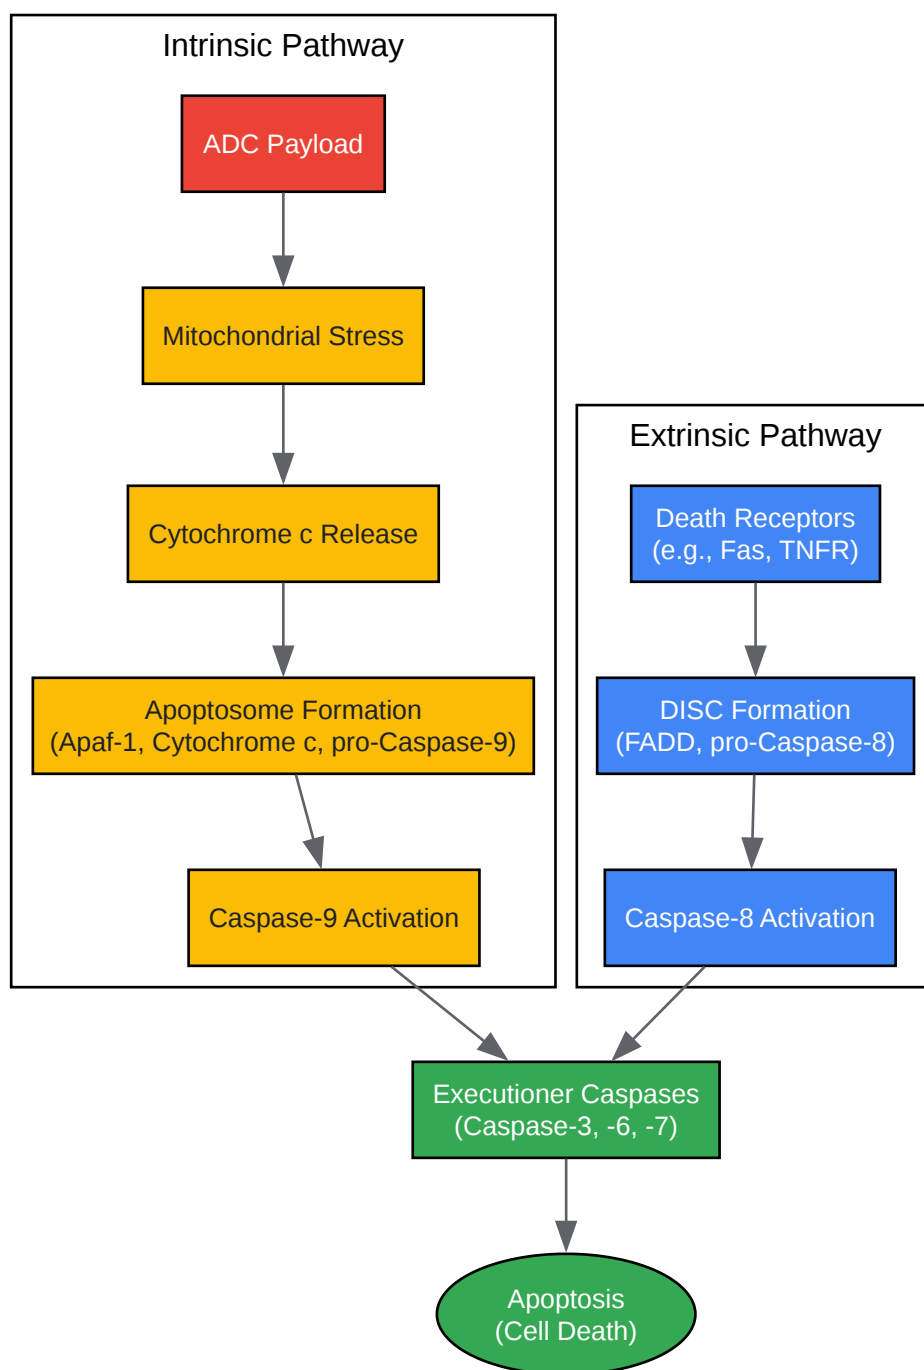 Intrinsic Pathway
ADC Payload
Mitochondrial Stress
Cytochrome c Release
Apoptosome Formation
(Apaf-1, Cytochrome c, pro-Caspase-9)
Caspase-9 Activation
Extrinsic Pathway
Death Receptors
(e.g., Fas, TNFR)
DISC Formation
(FADD, pro-Caspase-8)
Caspase-8 Activation
Executioner Caspases
(Caspase-3, -6, -7)
Apoptosis
(Cell Death)